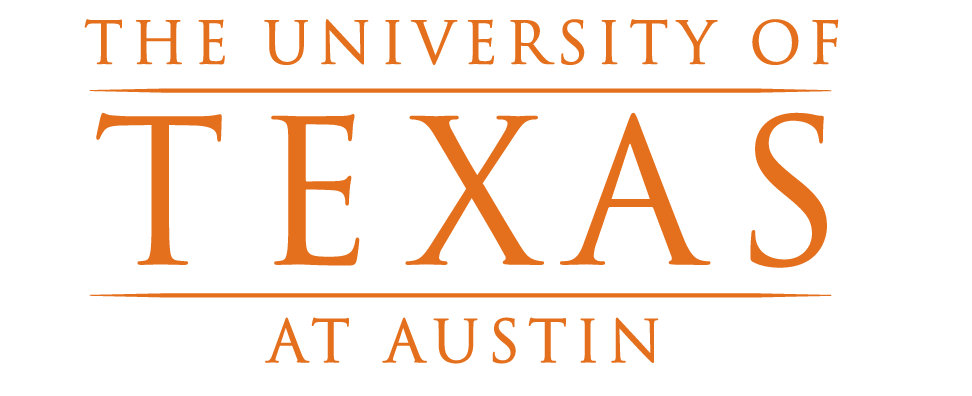 THE UNIVERSITY OF
TEXAS
AT AUSTIN